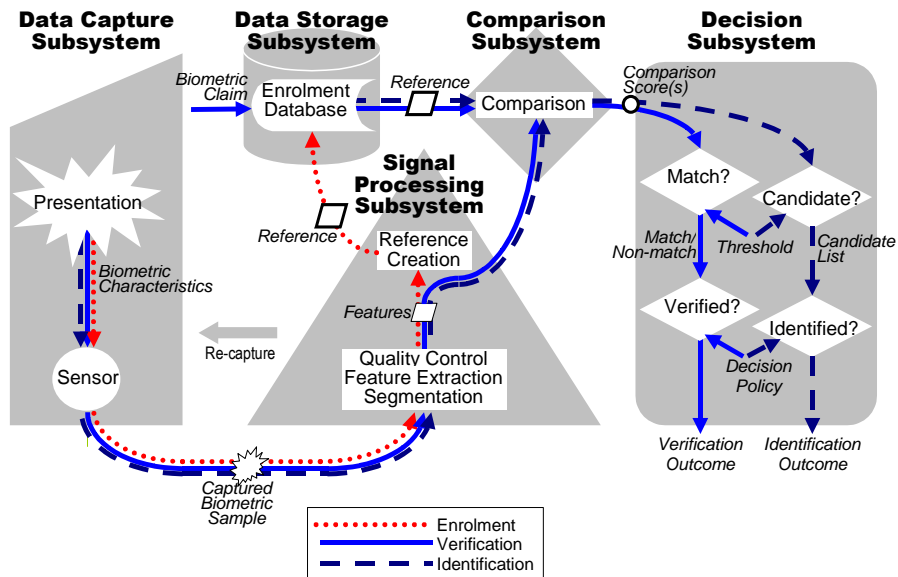 Data Capture
Subsystem
Data Storage
Subsystem
Comparison
Subsystem
Decision
Subsystem
Biometric
Claim
Enrolment
Database
Reference
Comparison
Comparison
Score(s)
Presentation
Signal
Processing
Subsystem
Match?
Candidate?
Reference
Reference
Creation
Match/
Non-match
Threshold
Candidate
List
Biometric
Characteristics
Features
Verified?
Identified?
Re-capture
Sensor
Quality Control
Feature Extraction
Segmentation
Decision
Policy
Captured
Biometric
Sample
Verification
Outcome
Identification
Outcome
Enrolment
Verification
Identification